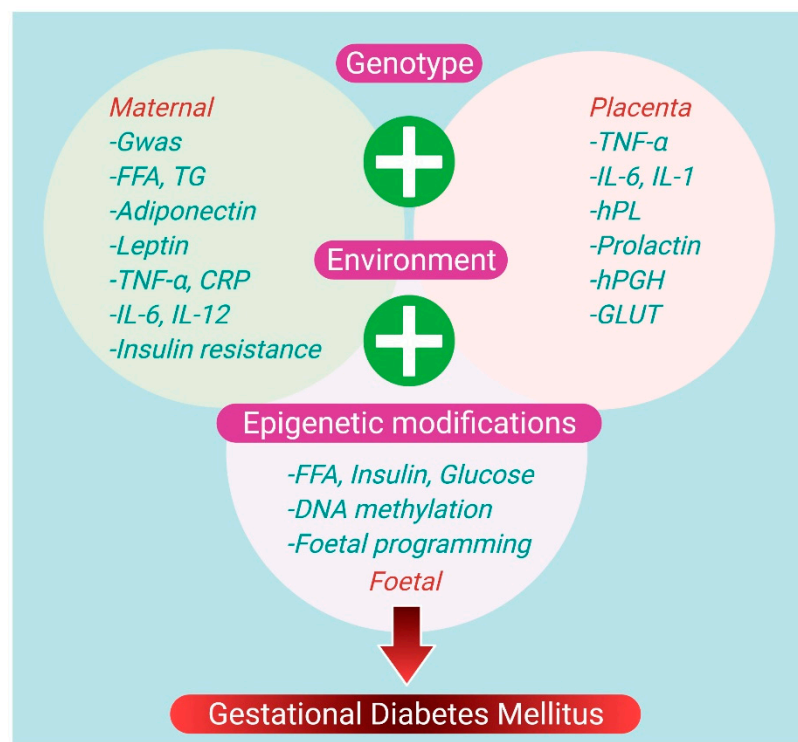 Genotype
Maternal
-Gwas
-FFA, TG
-Adiponectin
-Leptin
-TNF-α, CRP
-IL-6, IL-12
-Insulin resistance
Placenta
-TNF-α
-IL-6, IL-1
-hPL
-Prolactin
-hPGH
-GLUT
Environment
Epigenetic modifications
-FFA, Insulin, Glucose
-DNA methylation
-Foetal programming
Foetal
Gestational Diabetes Mellitus